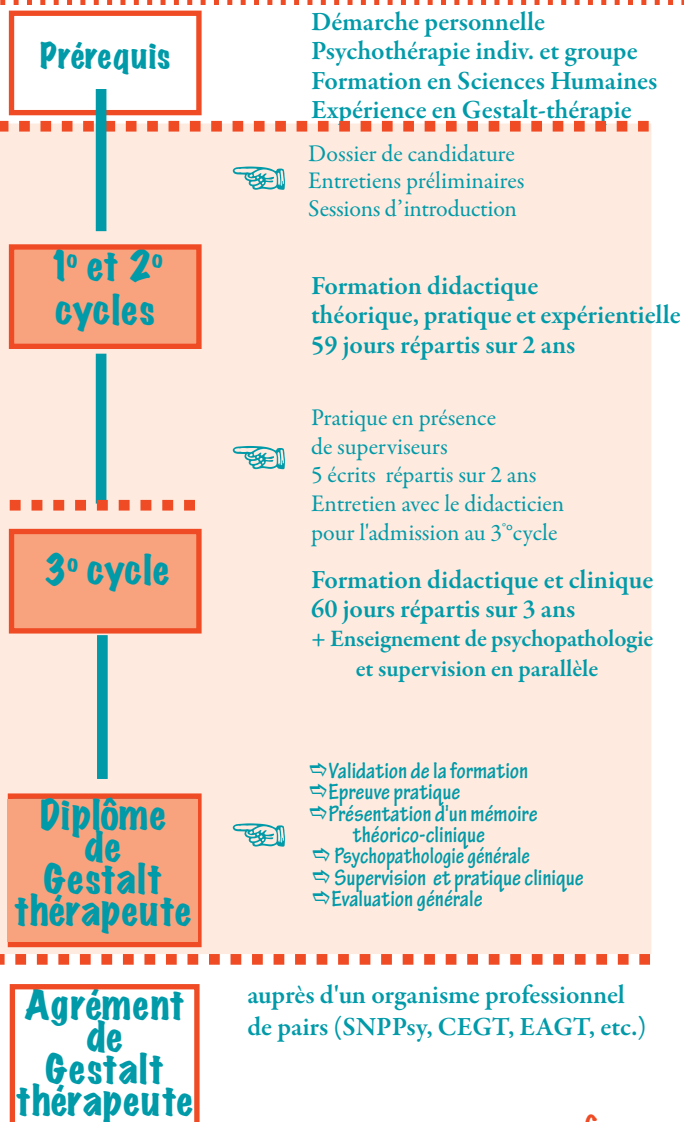 Prérequis
Démarche personnelle
Psychothérapie indiv. et groupe
Formation en Sciences Humaines
Expérience en Gestalt-thérapie
Dossier de candidature
Entretiens préliminaires
Sessions d’introduction
1º et 2º
cycles
Formation didactique
théorique, pratique et expérientielle
59 jours répartis sur 2 ans
Pratique en présence
de superviseurs
5 écrits répartis sur 2 ans
Entretien avec le didacticien
pour l'admission au 3°ºcycle
3º cycle
Formation didactique et clinique
60 jours répartis sur 3 ans
+ Enseignement de psychopathologie
et supervision en parallèle
Diplôme
de
Gestalt
thérapeute
⇨Validation de la formation
⇨Epreuve pratique
⇨Présentation d'un mémoire
théorico-clinique
⇨ Psychopathologie générale
⇨ Supervision et pratique clinique
⇨Evaluation générale
Agrément
de
Gestalt
thérapeute
auprès d'un organisme professionnel
de pairs (SNPPsy, CEGT, EAGT, etc.)